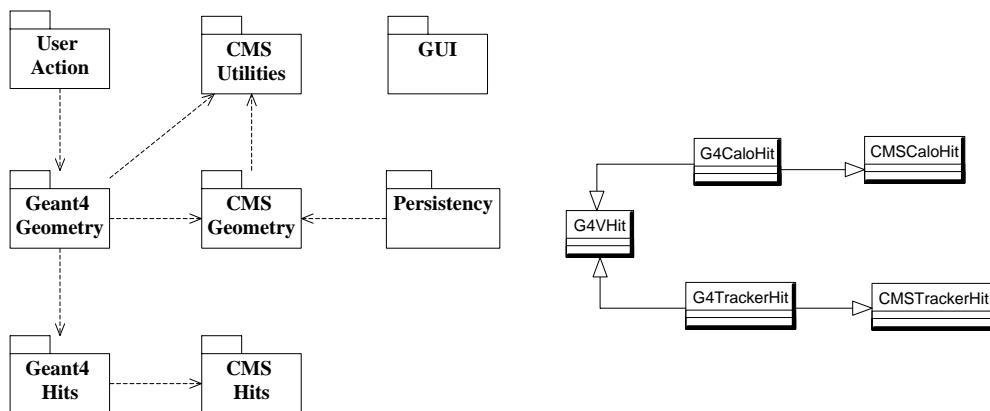 User
Action
CMS
Utilities
GUI
Geant4
Geometry
CMS
Geometry
Persistency
Geant4
Hits
CMS
Hits
G4CaloHit
CMSCaloHit
G4VHit
G4TrackerHit
CMSTrackerHit